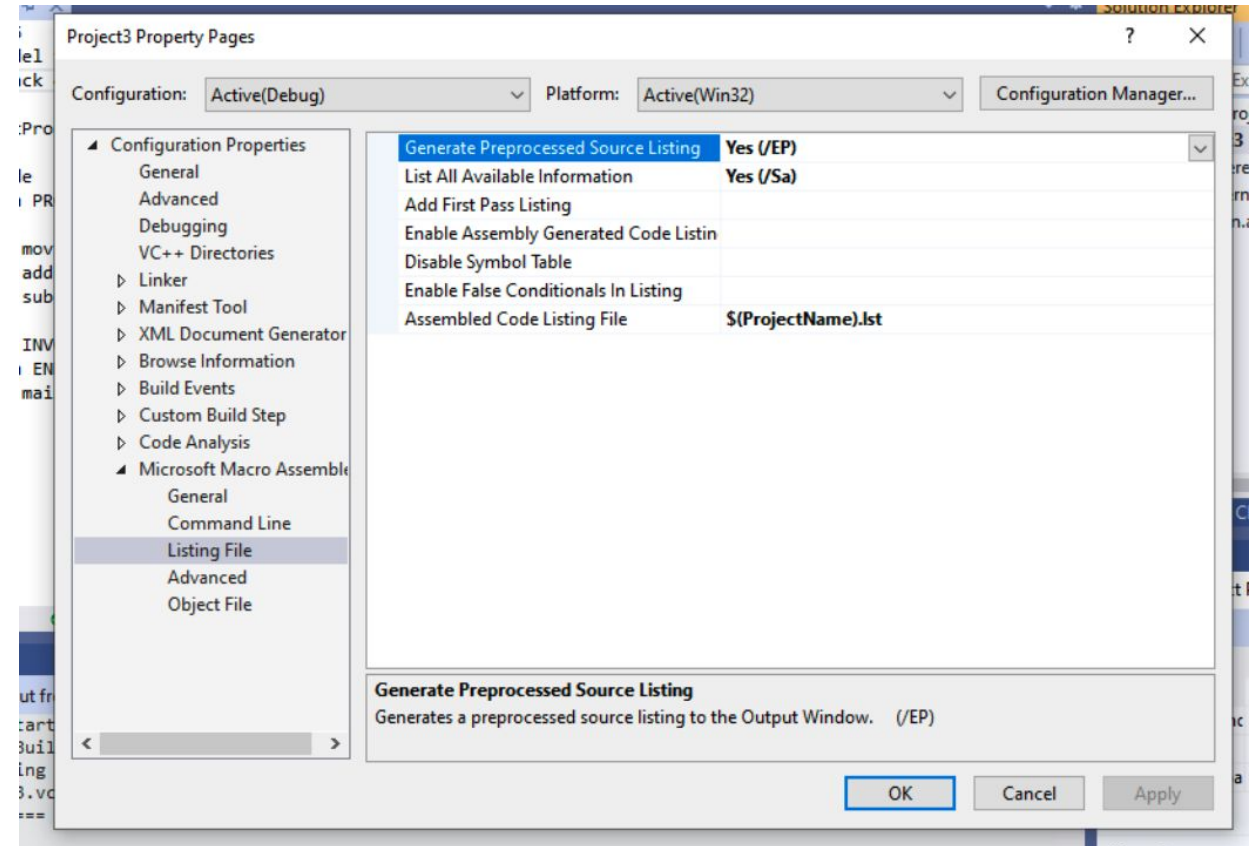 Solution Explorer
Project3 Property Pages
? ×
Configuration: Active(Debug) Platform: Active(Win32) Configuration Manager...
Configuration Properties
General
Advanced
Debugging
VC++ Directories
Linker
Manifest Tool
XML Document Generator
Browse Information
Build Events
Custom Build Step
Code Analysis
Microsoft Macro Assemble
General
Command Line
Listing File
Advanced
Object File
Generate Preprocessed Source Listing Yes (/EP)
List All Available Information Yes (/Sa)
Add First Pass Listing
Enable Assembly Generated Code Listin
Disable Symbol Table
Enable False Conditionals In Listing
Assembled Code Listing File $(ProjectName).lst
Generate Preprocessed Source Listing
Generates a preprocessed source listing to the Output Window. (/EP)
OK Cancel Apply
mov
add
sub
INV
EN
mai